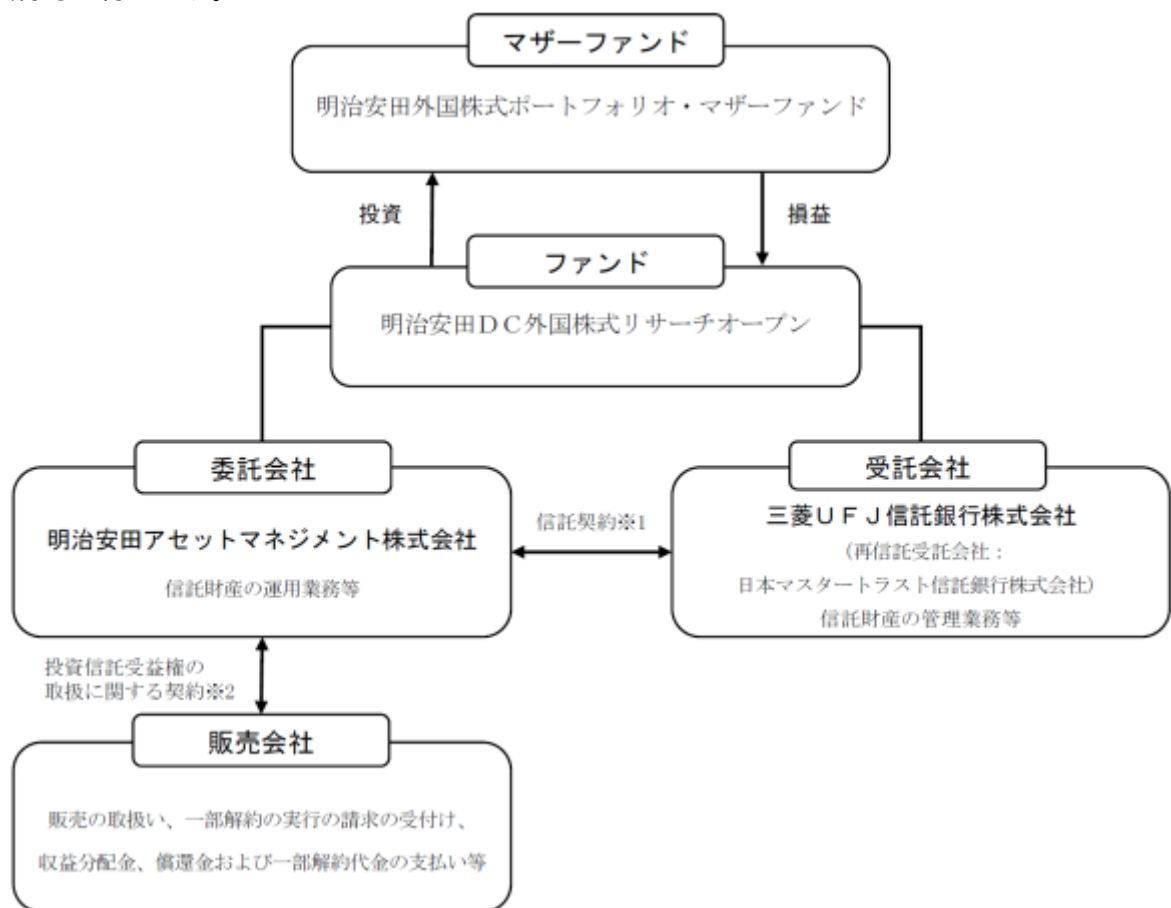 マザーファンド
明治安田外国株式ポートフォリオ・マザーファンド
投資
損益
ファンド
明治安田DC外国株式リサーチオープン
委託会社
明治安田アセットマネジメント株式会社
信託財産の運用業務等
信託契約※1
受託会社
三菱UFJ信託銀行株式会社
(再信託受託会社:
日本マスタートラスト信託銀行株式会社)
信託財産の管理業務等
投資信託受益権の
取扱に関する契約※2
販売会社
販売の取扱い、一部解約の実行の請求の受付け、
収益分配金、償還金および一部解約代金の支払い等